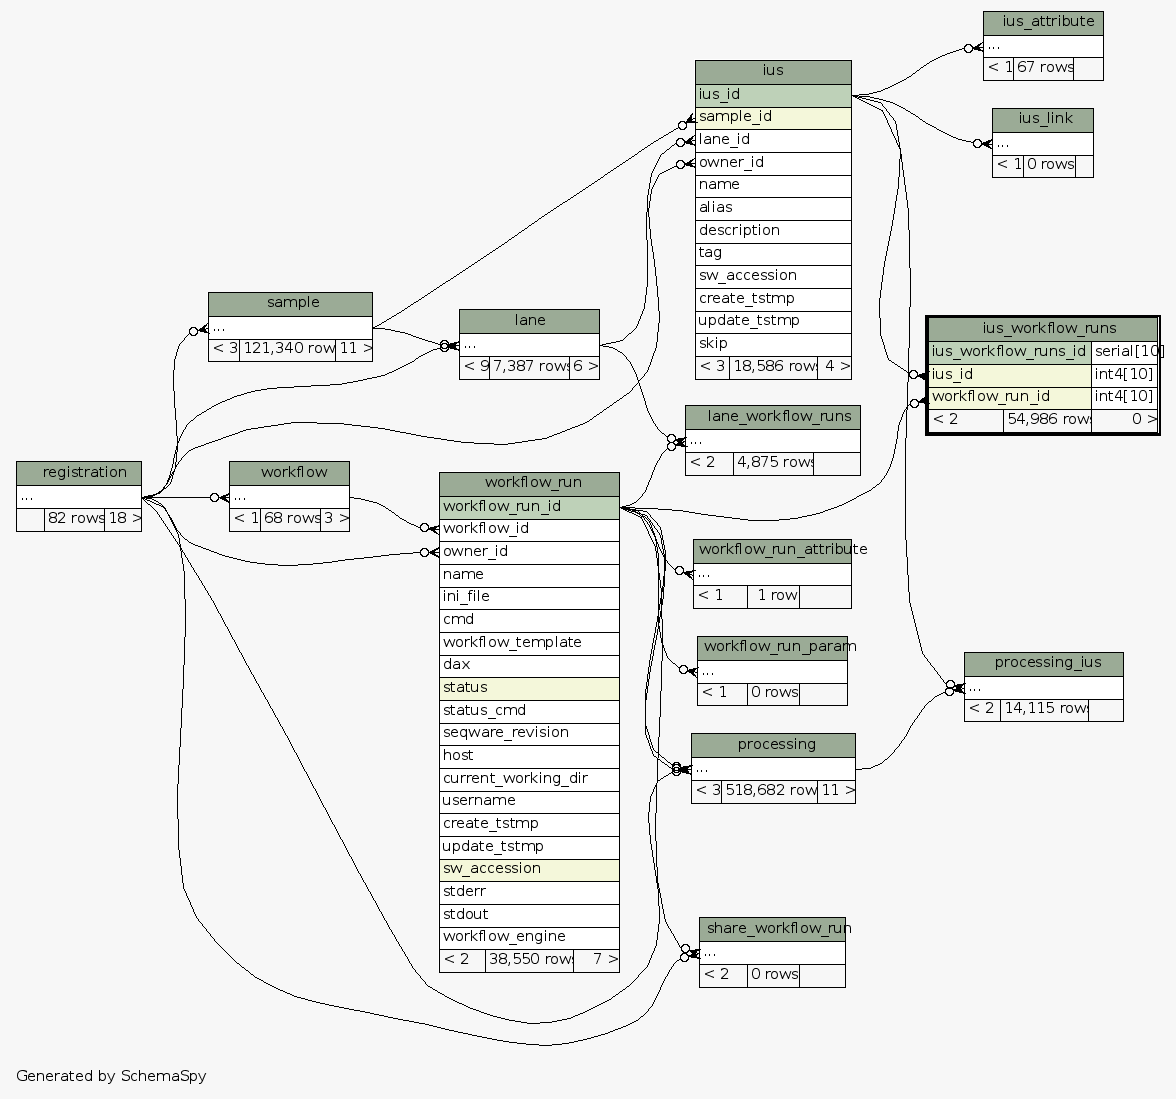 ius_attribute
...
< 1 67 rows
ius
ius_id
sample_id
lane_id
owner_id
name
alias
description
tag
sw_accession
create_tstmp
update_tstmp
skip
< 3 18,586 rows 4 >
ius_link
...
< 1 0 rows
sample
...
< 3 121,340 row 11 >
lane
...
< 9 7,387 rows 6 >
ius_workflow_runs
ius_workflow_runs_id serial[10]
ius_id int4[10]
workflow_run_id int4[10]
< 2 54,986 rows 0 >
lane_workflow_runs
...
< 2 4,875 rows
registration
...
82 rows 18 >
workflow
...
< 1 68 rows 3 >
workflow_run
workflow_run_id
workflow_id
owner_id
name
ini_file
cmd
workflow_template
dax
status
status_cmd
seqware_revision
host
current_working_dir
username
create_tstmp
update_tstmp
sw_accession
stderr
stdout
workflow_engine
< 2 38,550 rows 7 >
workflow_run_attribute
...
< 1 1 row
workflow_run_param
...
< 1 0 rows
processing_ius
...
< 2 14,115 rows
processing
...
< 3 518,682 row 11 >
share_workflow_run
...
< 2 0 rows
Generated by SchemaSpy